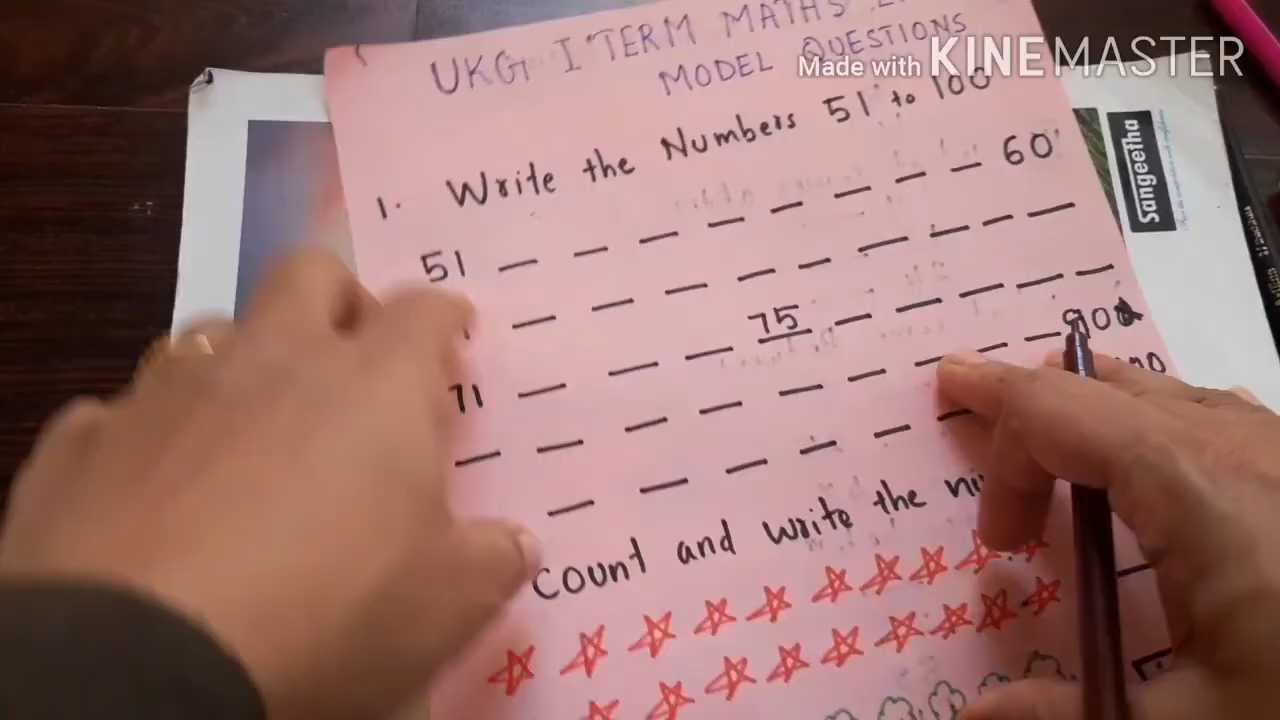 UKG I TERM MATHS
MODEL QUESTIONS
Made with KINEMASTER
1. Write the Numbers 51 to 100
51 _ _ _ _ _ _ _ _ 60
_ _ _ _ _ _ _ _ _
71 _ _ _ 75 _ _ _ _ _
_ _ _ _ _ _ _ _ _ 90
_ _ _ _ _ _ _
Count and write the
Sangeetha